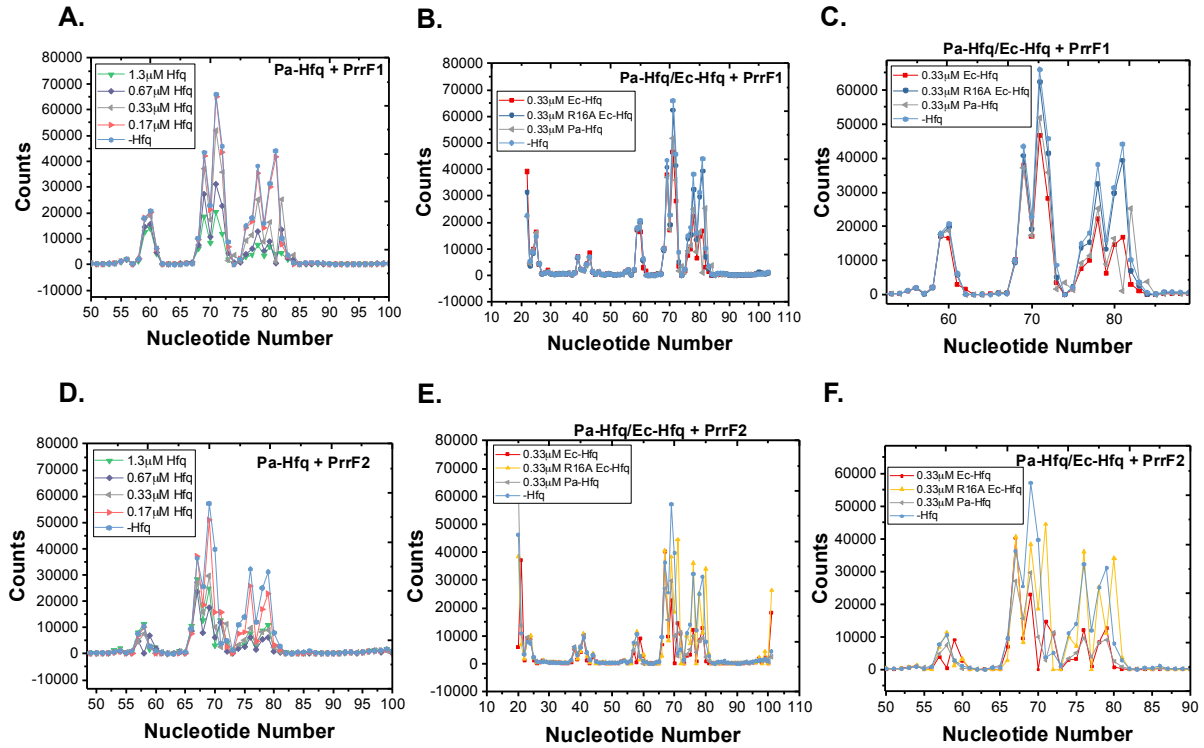 A.
Pa-Hfq + PrrF1
1.3μM Hfq
0.67μM Hfq
0.33μM Hfq
0.17μM Hfq
-Hfq
Counts
80000
70000
60000
50000
40000
30000
20000
10000
0
-10000
50 55 60 65 70 75 80 85 90 95 100
Nucleotide Number
B.
Pa-Hfq/Ec-Hfq + PrrF1
0.33μM Ec-Hfq
0.33μM R16A Ec-Hfq
0.33μM Pa-Hfq
-Hfq
Counts
80000
70000
60000
50000
40000
30000
20000
10000
0
-10000
10 20 30 40 50 60 70 80 90 100 110
Nucleotide Number
C.
Pa-Hfq/Ec-Hfq + PrrF1
0.33μM Ec-Hfq
0.33μM R16A Ec-Hfq
0.33μM Pa-Hfq
-Hfq
Counts
60000
50000
40000
30000
20000
10000
0
60 70 80
Nucleotide Number
D.
Pa-Hfq + PrrF2
1.3μM Hfq
0.67μM Hfq
0.33μM Hfq
0.17μM Hfq
-Hfq
Counts
80000
70000
60000
50000
40000
30000
20000
10000
0
-10000
50 55 60 65 70 75 80 85 90 95 100
Nucleotide Number
E.
Pa-Hfq/Ec-Hfq + PrrF2
0.33μM Ec-Hfq
0.33μM R16A Ec-Hfq
0.33μM Pa-Hfq
-Hfq
Counts
80000
70000
60000
50000
40000
30000
20000
10000
0
-10000
10 20 30 40 50 60 70 80 90 100 110
Nucleotide Number
F.
Pa-Hfq/Ec-Hfq + PrrF2
0.33μM Ec-Hfq
0.33μM R16A Ec-Hfq
0.33μM Pa-Hfq
-Hfq
Counts
60000
50000
40000
30000
20000
10000
0
50 55 60 65 70 75 80 85 90
Nucleotide Number